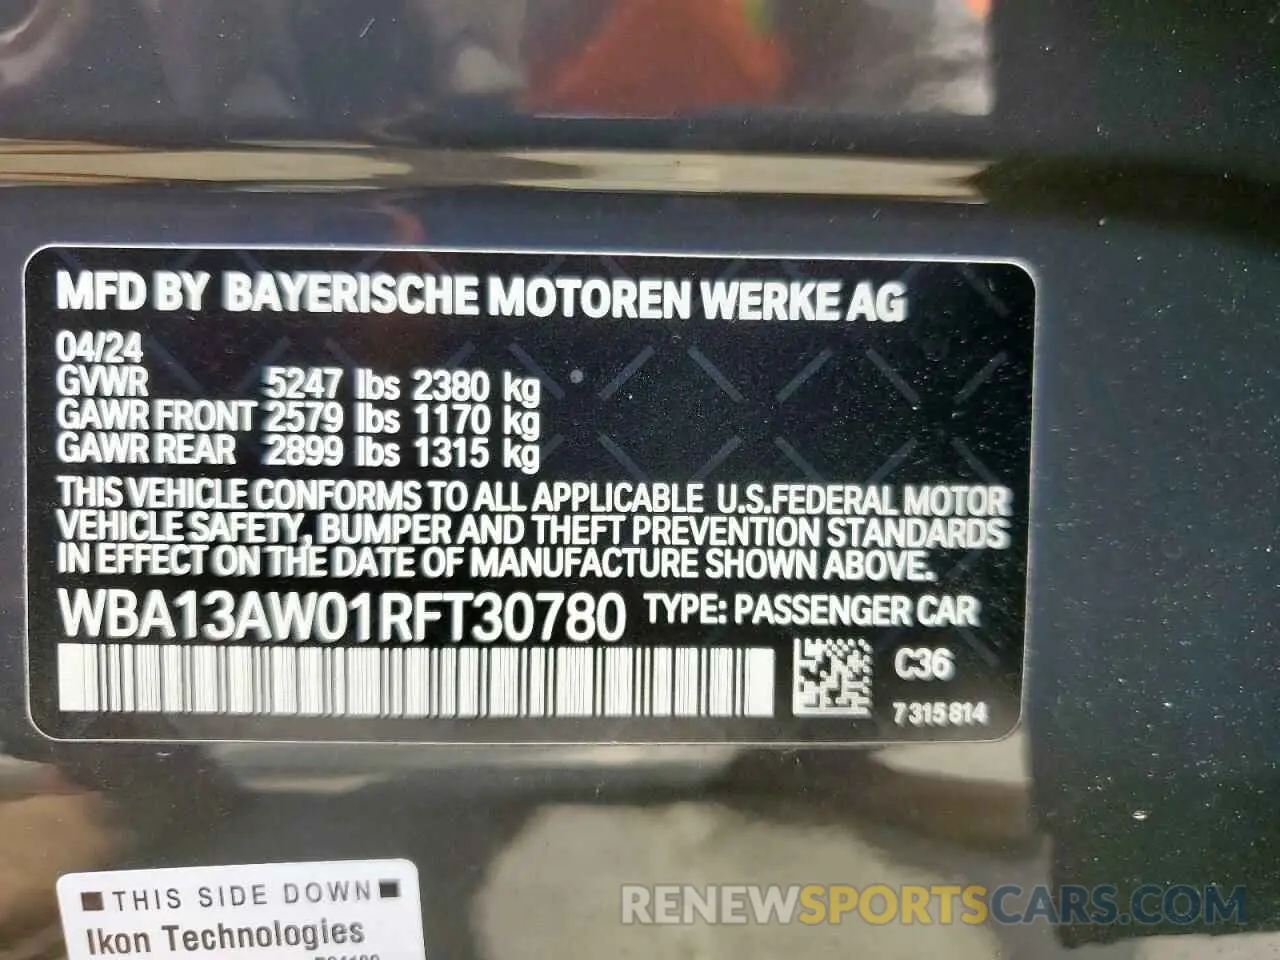 MFD BY BAYERISCHE MOTOREN WERKE AG
04/24
GVWR 5247 lbs 2380 kg
GAWR FRONT 2579 lbs 1170 kg
GAWR REAR 2899 lbs 1315 kg
THIS VEHICLE CONFORMS TO ALL APPLICABLE U.S.FEDERAL MOTOR
VEHICLE SAFETY, BUMPER AND THEFT PREVENTION STANDARDS
IN EFFECT ON THE DATE OF MANUFACTURE SHOWN ABOVE.
WBA13AW01RFT30780 TYPE: PASSENGER CAR
C36
7 315 814
THIS SIDE DOWN
Ikon Technologies
RENEWSPORTSCARS.COM